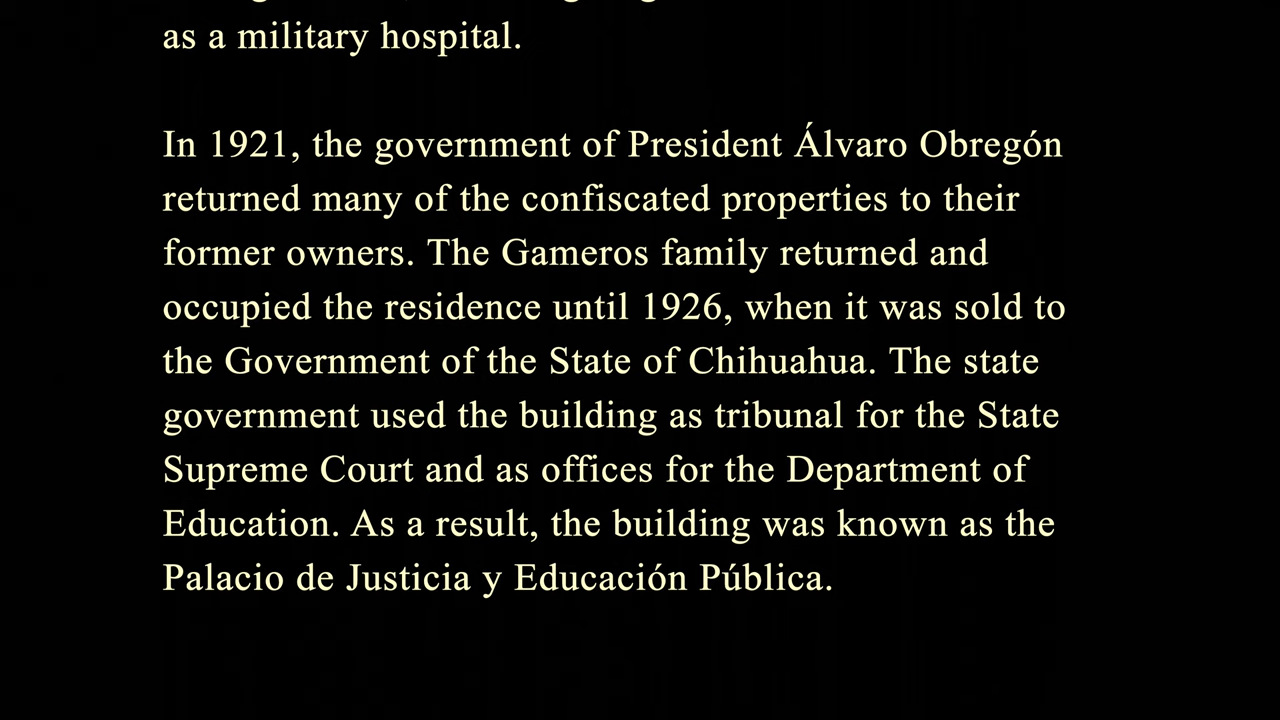 as a military hospital.
In 1921, the government of President Álvaro Obregón
returned many of the confiscated properties to their
former owners. The Gameros family returned and
occupied the residence until 1926, when it was sold to
the Government of the State of Chihuahua. The state
government used the building as tribunal for the State
Supreme Court and as offices for the Department of
Education. As a result, the building was known as the
Palacio de Justicia y Educación Pública.